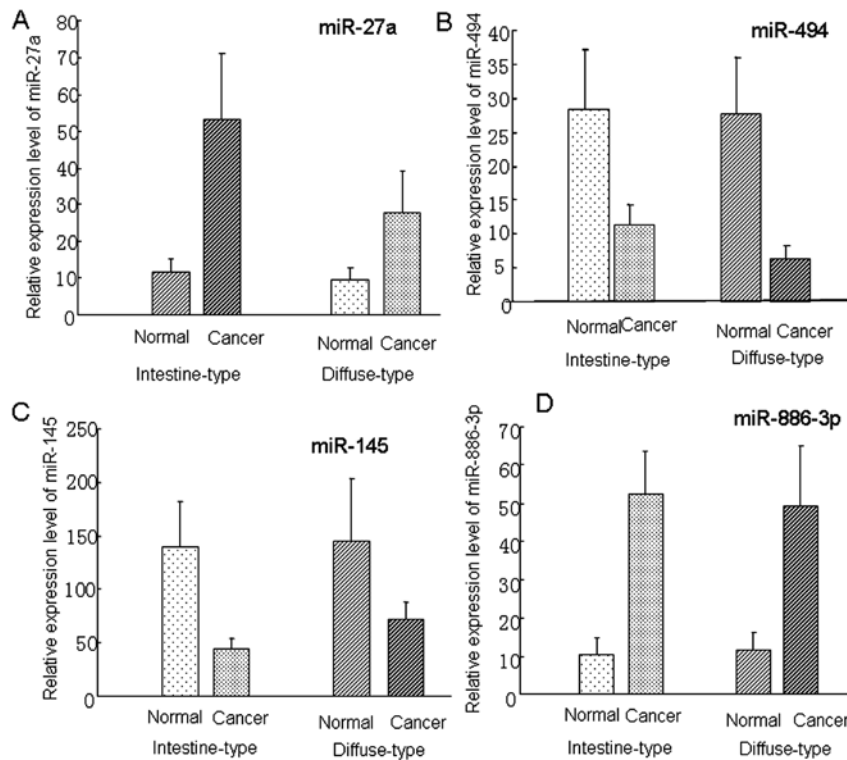 A
miR-27a
Relative expression level of miR-27a
80
70
60
50
40
30
20
10
0
Normal Cancer Normal Cancer
Intestine-type Diffuse-type
B
miR-494
Relative expression level of miR-494
40
35
30
25
20
15
10
5
0
Normal Cancer Normal Cancer
Intestine-type Diffuse-type
C
miR-145
Relative expression level of miR-145
250
200
150
100
50
0
Normal Cancer Normal Cancer
Intestine-type Diffuse-type
D
miR-886-3p
Relative expression level of miR-886-3p
70
60
50
40
30
20
10
0
Normal Cancer Normal Cancer
Intestine-type Diffuse-type